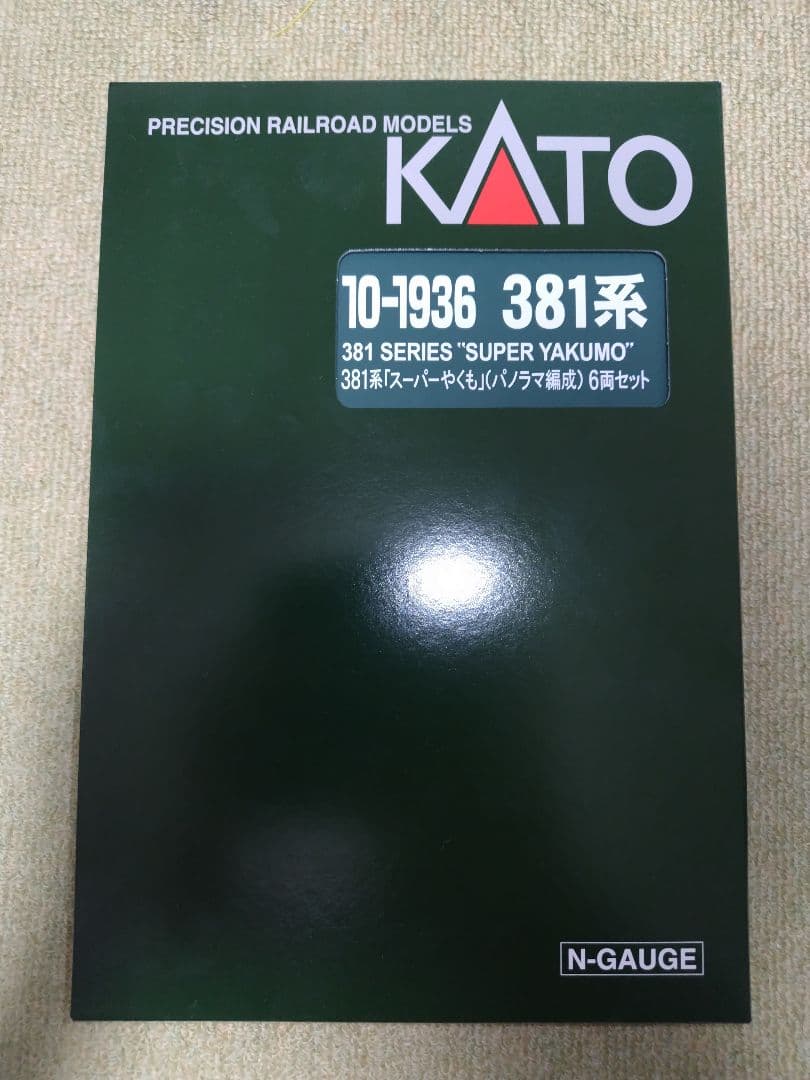 PRECISION RAILROAD MODELS
KATO
10-1936 381系
381 SERIES "SUPER YAKUMO"
381系「スーパーやくも」(パノラマ編成) 6両セット
N-GAUGE